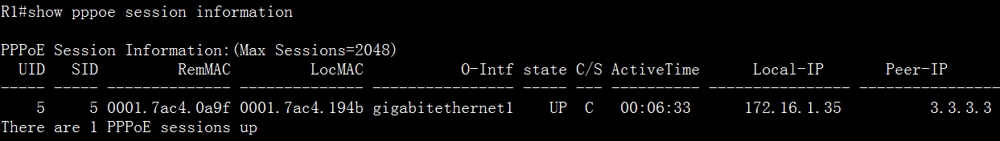 R1#show pppoe session information
PPPoE Session Information:(Max Sessions=2048)
UID SID RemMAC LocMAC O-Intf state C/S ActiveTime Local-IP Peer-IP
----- ----- -------------- -------------- ---------------- ----- --- ---------- ---------------- ----------------
5 5 0001.7ac4.0a9f 0001.7ac4.194b gigabitethernet1 UP C 00:06:33 172.16.1.35 3.3.3.3
There are 1 PPPoE sessions up